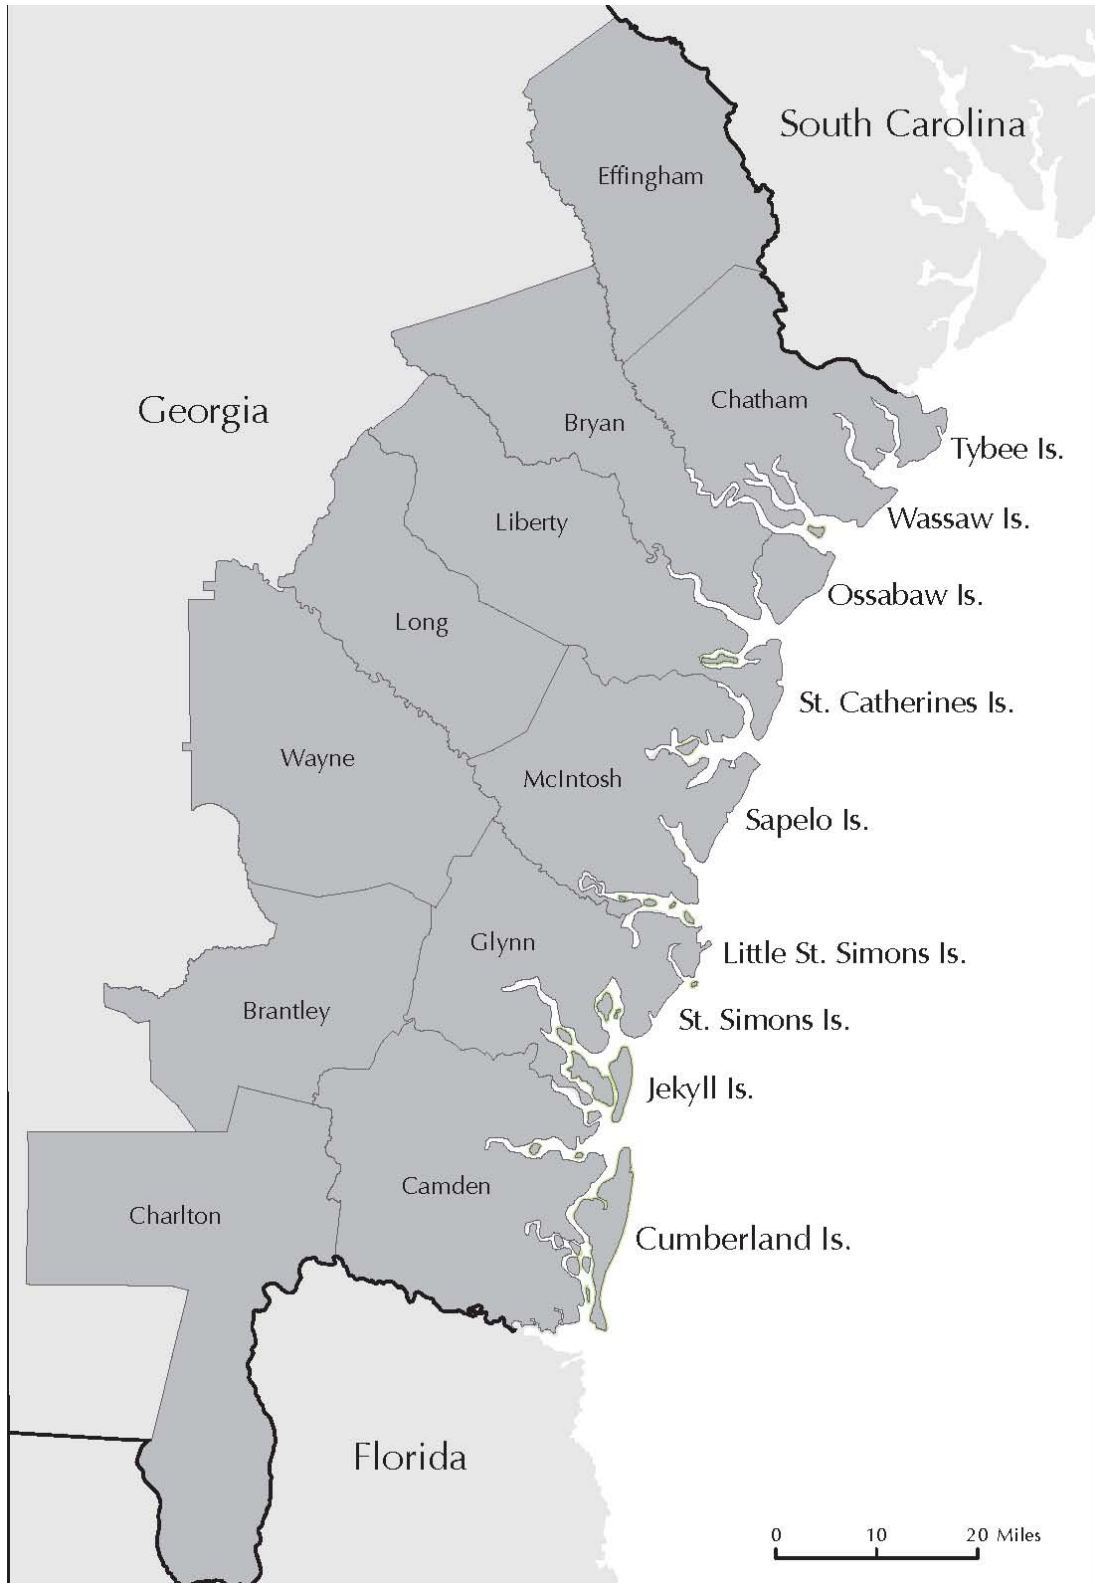 South Carolina
Effingham
Georgia
Chatham
Bryan
Tybee Is.
Liberty
Wassaw Is.
Ossabaw Is.
Long
St. Catherines Is.
Wayne
McIntosh
Sapelo Is.
Glynn
Little St. Simons Is.
Brantley
St. Simons Is.
Jekyll Is.
Camden
Charlton
Cumberland Is.
Florida
0 10 20 Miles